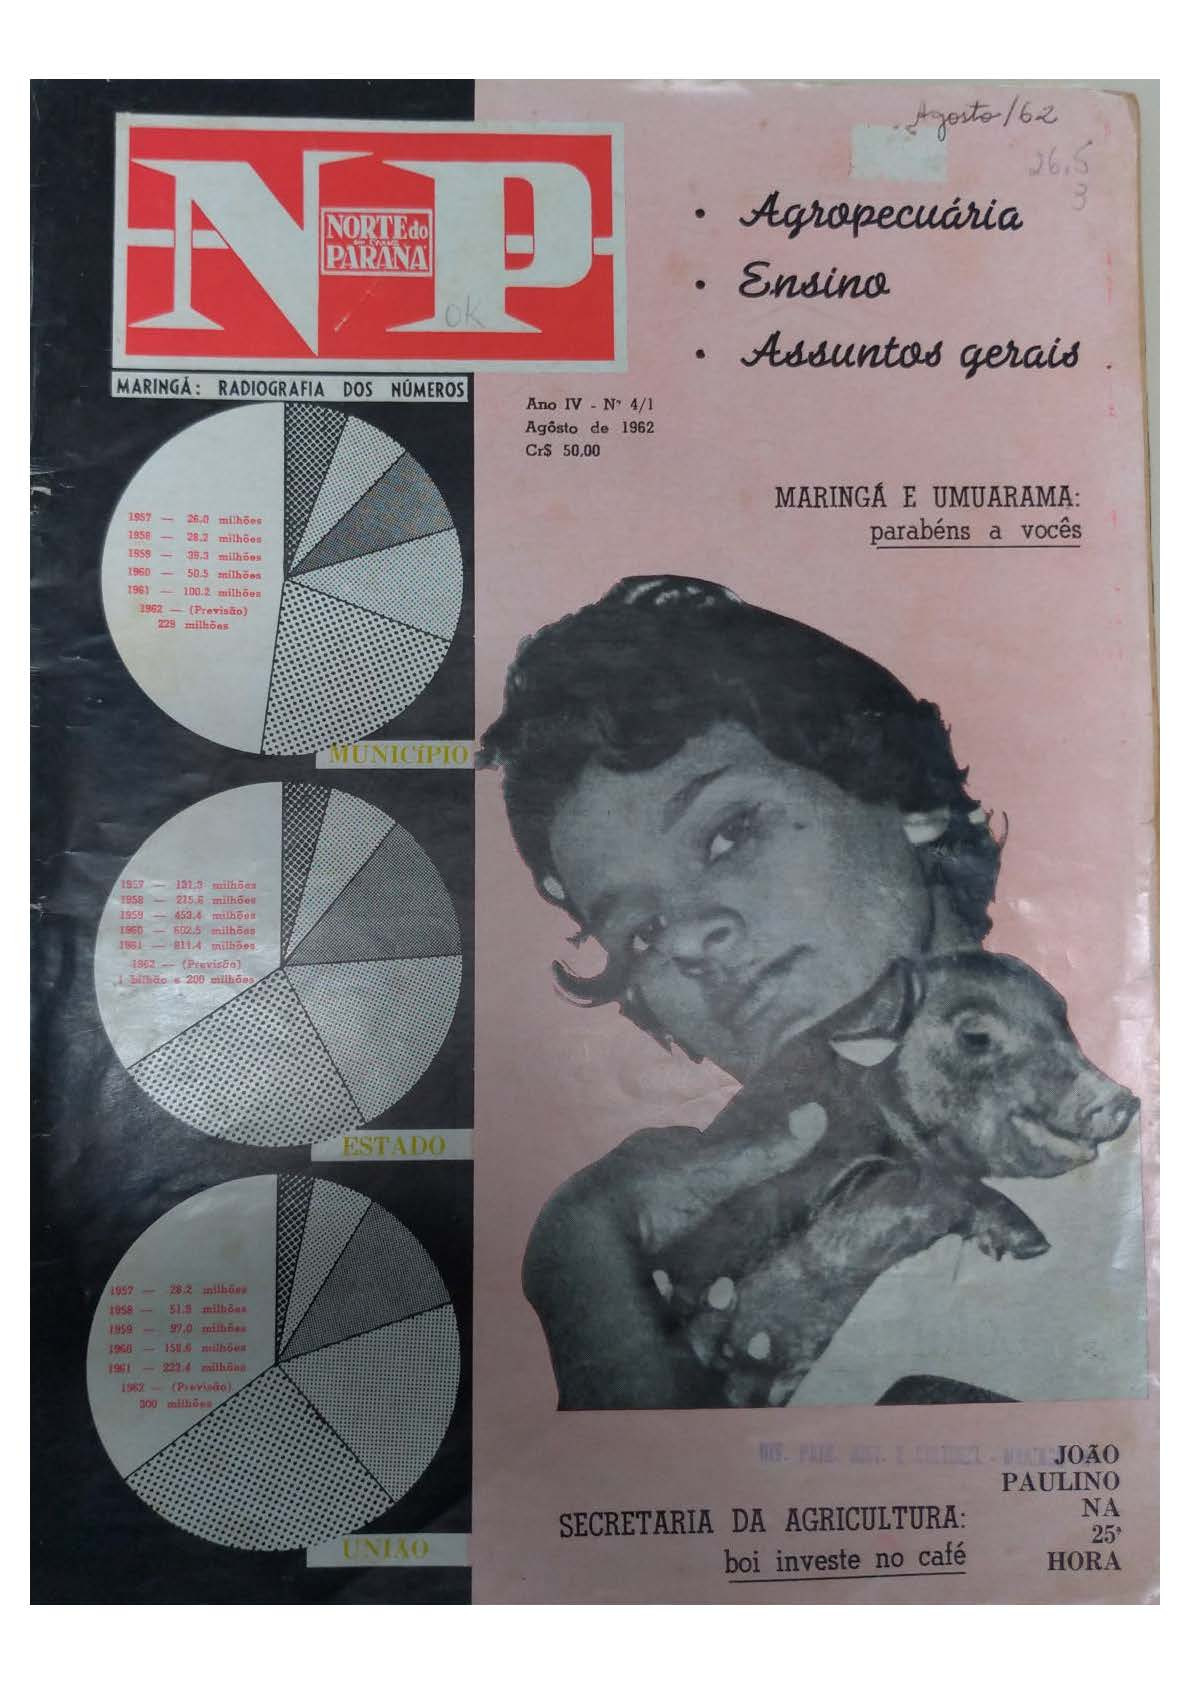 Agosto/62
26,5
3
NP
NORTE do
PARANÁ
OK
• Agropecuária
• Ensino
• Assuntos gerais
MARINGÁ: RADIOGRAFIA DOS NÚMEROS
Ano IV - Nº 4/1
Agôsto de 1962
Cr$ 50,00
MARINGÁ E UMUARAMA:
parabéns a vocês
1957 — 26.0 milhões
1958 — 28.2 milhões
1959 — 39.3 milhões
1960 — 50.5 milhões
1961 — 100.2 milhões
1962 — (Previsão)
229 milhões
MUNICÍPIO
1957 — 131.3 milhões
1958 — 275.6 milhões
1959 — 453.4 milhões
1960 — 602.5 milhões
1961 — 811.4 milhões
1962 — (Previsão)
1 bilhão e 200 milhões
ESTADO
1957 — 28.2 milhões
1958 — 51.9 milhões
1959 — 97.0 milhões
1960 — 158.6 milhões
1961 — 222.4 milhões
1962 — (Previsão)
300 milhões
UNIÃO
SECRETARIA DA AGRICULTURA:
boi investe no café
JOÃO
PAULINO
NA
25ª
HORA